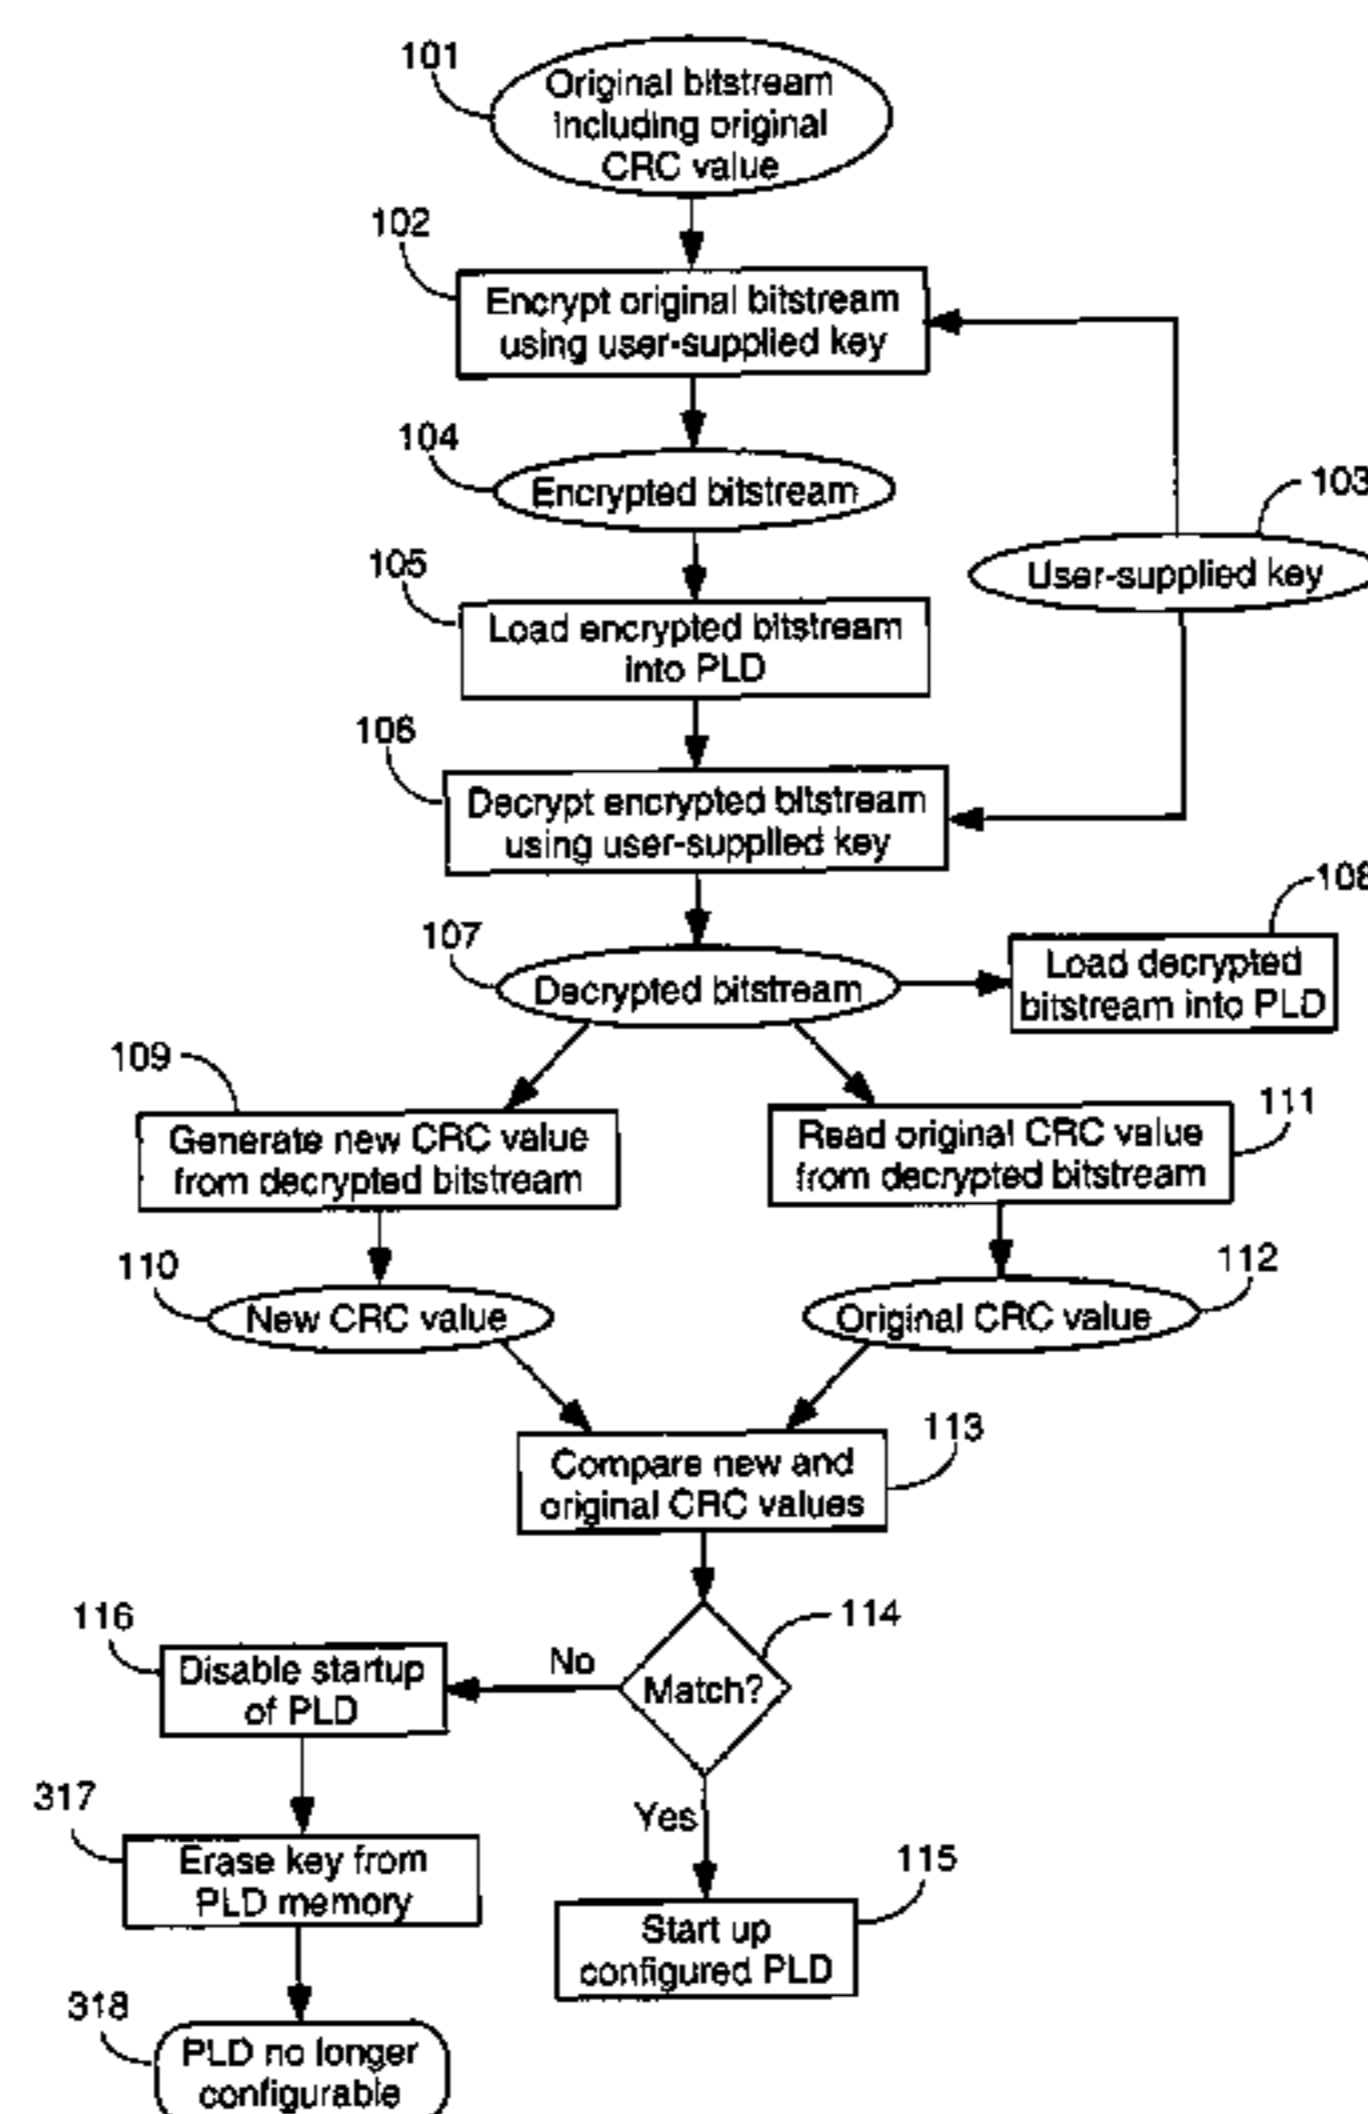 101
Original bitstream
including original
CRC value
102
Encrypt original bitstream
using user-supplied key
104
Encrypted bitstream
103
User-supplied key
105
Load encrypted bitstream
into PLD
106
Decrypt encrypted bitstream
using user-supplied key
107
Decrypted bitstream
108
Load decrypted
bitstream into PLD
109
Generate new CRC value
from decrypted bitstream
111
Read original CRC value
from decrypted bitstream
110
New CRC value
112
Original CRC value
113
Compare new and
original CRC values
114
Match?
No
116
Disable startup
of PLD
Yes
317
Erase key from
PLD memory
115
Start up
configured PLD
318
PLD no longer
configurable